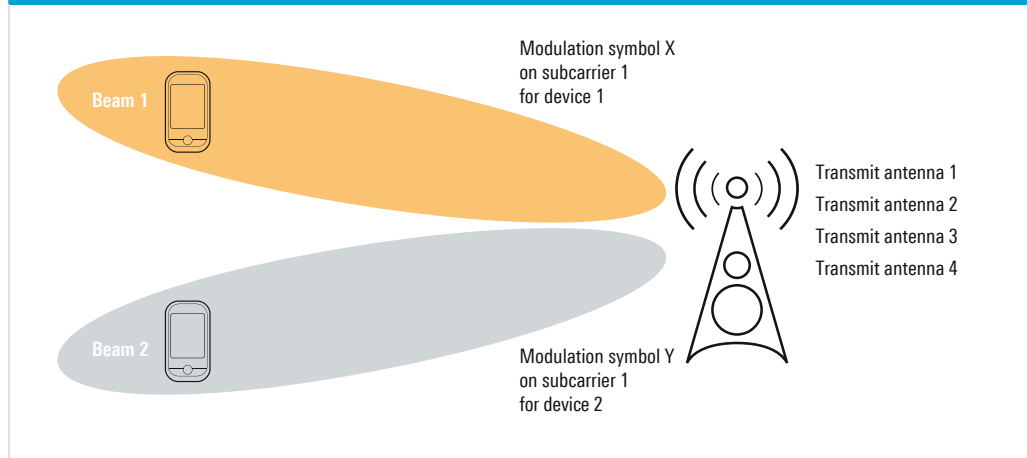 Modulation symbol X
on subcarrier 1
for device 1
Beam 1
Transmit antenna 1
Transmit antenna 2
Transmit antenna 3
Transmit antenna 4
Beam 2
Modulation symbol Y
on subcarrier 1
for device 2